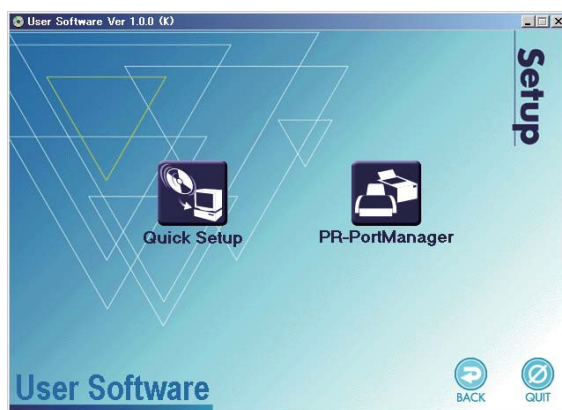 User Software Ver 1.0.0 (K)
Setup
Quick Setup
PR-PortManager
User Software
BACK
QUIT